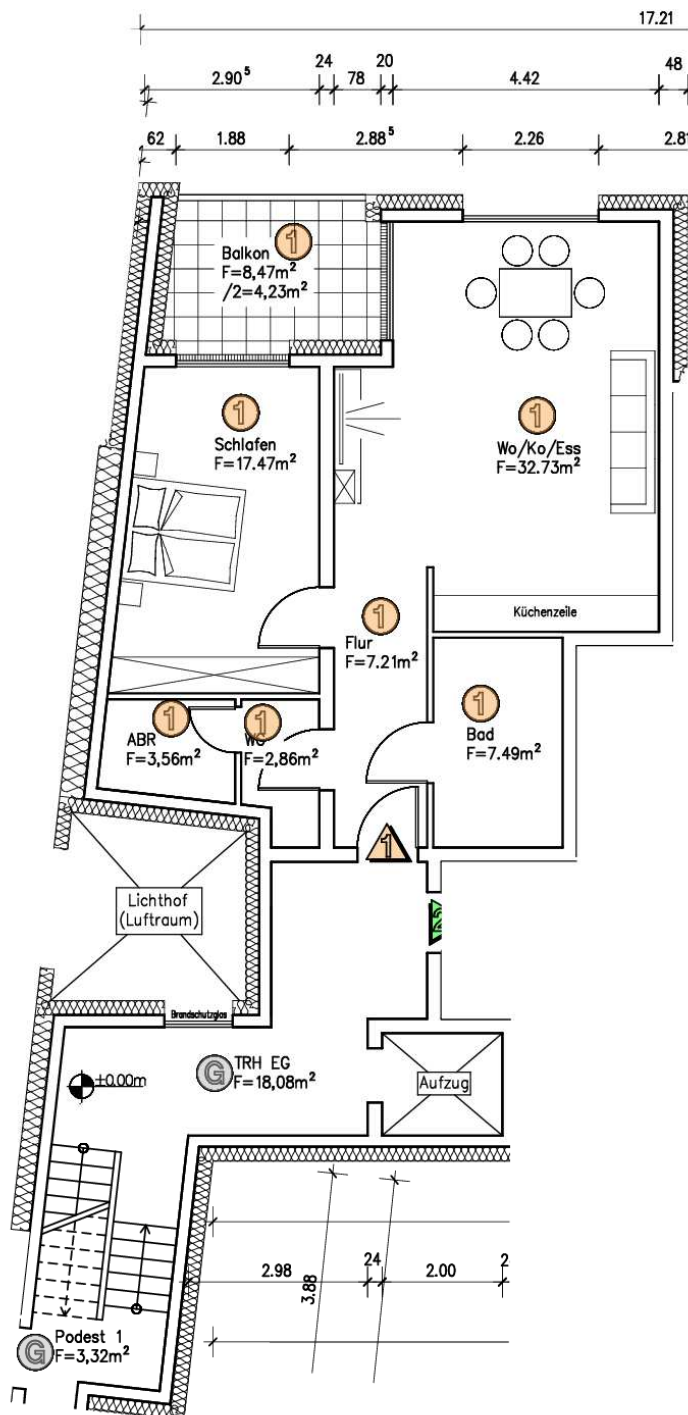 17.21
2.90⁵
24
78
20
4.42
48
62
1.88
2.88⁵
2.26
2.81
1
Balkon
F=8,47m²
/2=4,23m²
1
Schlafen
F=17.47m²
1
Wo/Ko/Ess
F=32.73m²
Küchenzeile
1
Flur
F=7.21m²
1
Bad
F=7.49m²
1
ABR
F=3,56m²
1
F=2,86m²
1
Lichthof
(Luftraum)
Brandschutzglas
G
TRH EG
F=18,08m²
±0.00m
Aufzug
2.98
24
2.00
2
3.88
G
Podest 1
F=3,32m²